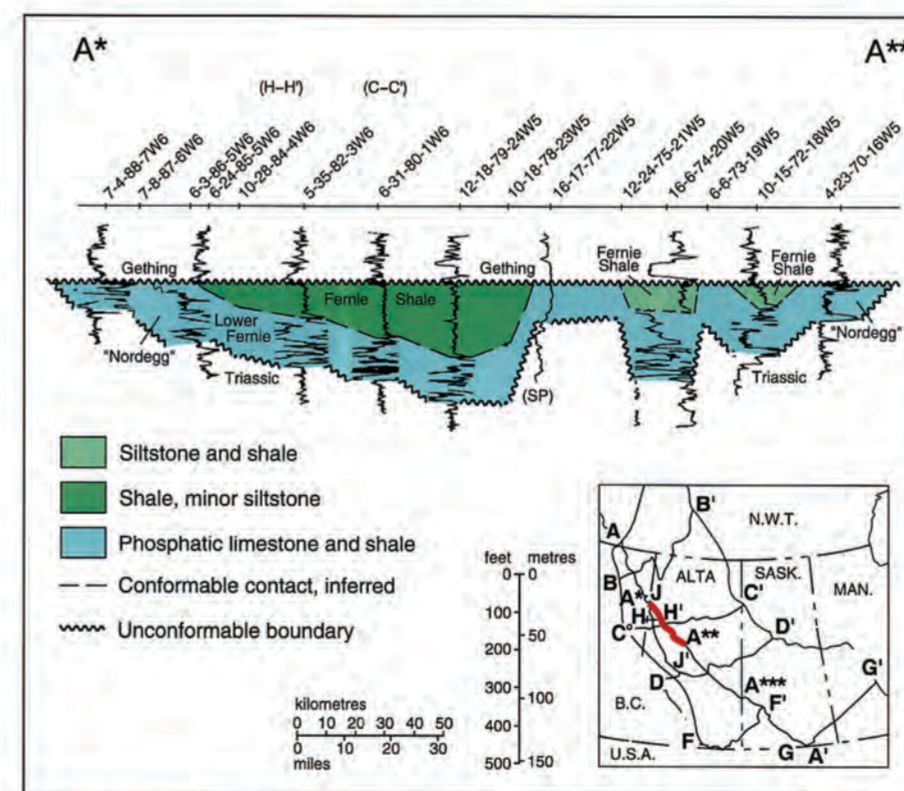 A* A**
(H–H') (C–C')
7-4-88-7W6
7-8-87-6W6
6-3-86-5W6
6-24-85-5W6
10-28-84-4W6
5-35-82-3W6
6-31-80-1W6
12-18-79-24W5
10-18-78-23W5
16-17-77-22W5
12-24-75-21W5
16-6-74-20W5
6-6-73-19W5
10-15-72-18W5
4-23-70-16W5
Gething
Gething
Fernie
Shale
Fernie
Shale
Fernie Shale
Lower
Fernie
"Nordegg"
"Nordegg"
Triassic
(SP)
Triassic
Siltstone and shale
Shale, minor siltstone
Phosphatic limestone and shale
Conformable contact, inferred
Unconformable boundary
kilometres
0 10 20 30 40 50
0 10 20 30
miles
feet metres
0 0
100
200 50
300 100
400
500 150
A
B'
N.W.T.
B
J
ALTA
SASK.
MAN.
A*
H
H'
C'
C
A**
D'
J'
D
A***
G'
B.C.
F'
F
G
A'
U.S.A.